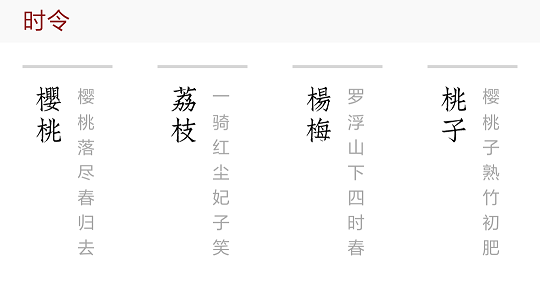 时令
櫻桃
樱桃落尽春归去
荔枝
一骑红尘妃子笑
楊梅
罗浮山下四时春
桃子
樱桃子熟竹初肥